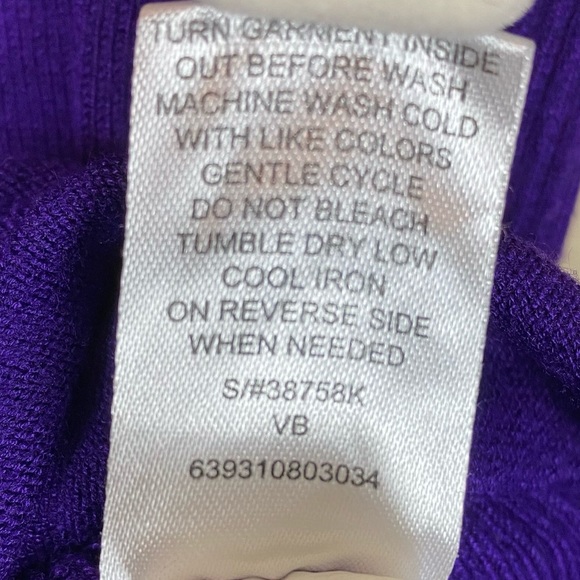 TURN GARMENT INSIDE
OUT BEFORE WASH
MACHINE WASH COLD
WITH LIKE COLORS
GENTLE CYCLE
DO NOT BLEACH
TUMBLE DRY LOW
COOL IRON
ON REVERSE SIDE
WHEN NEEDED
S/#38758K
VB
639310803034